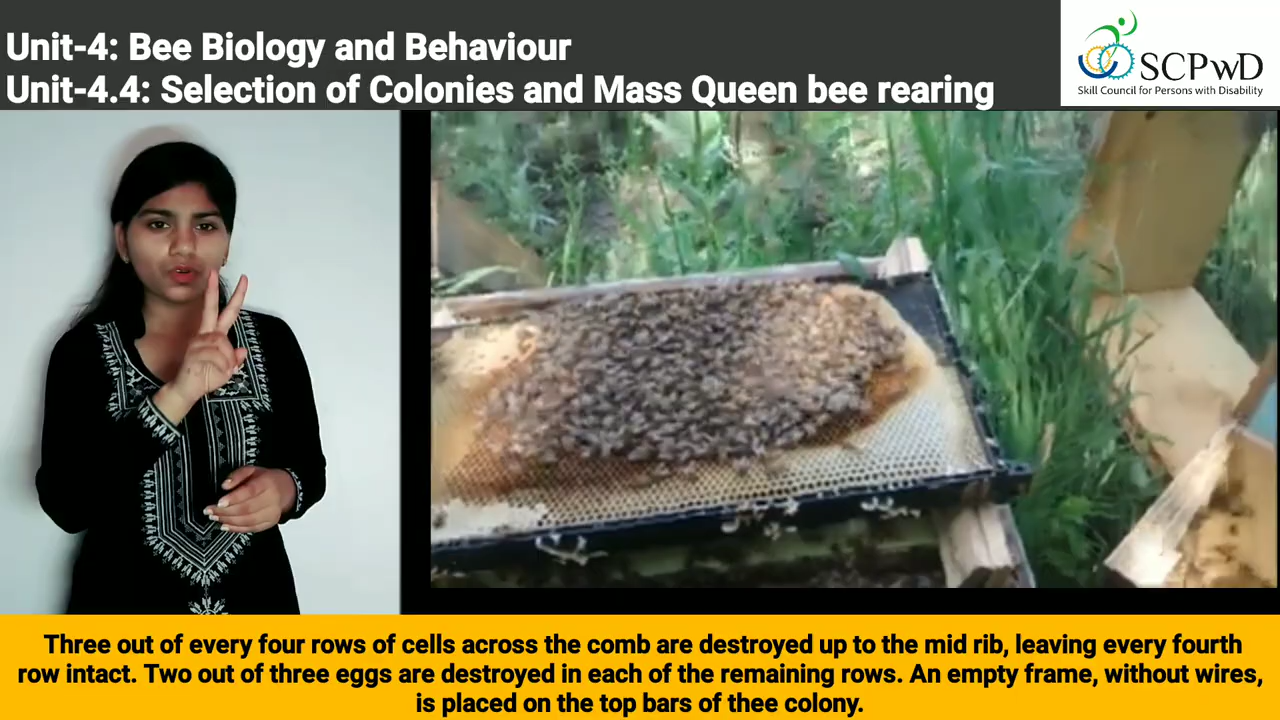 Unit-4: Bee Biology and Behaviour
Unit-4.4: Selection of Colonies and Mass Queen bee rearing
SCPwD
Skill Council for Persons with Disability
Three out of every four rows of cells across the comb are destroyed up to the mid rib, leaving every fourth
row intact. Two out of three eggs are destroyed in each of the remaining rows. An empty frame, without wires,
is placed on the top bars of thee colony.